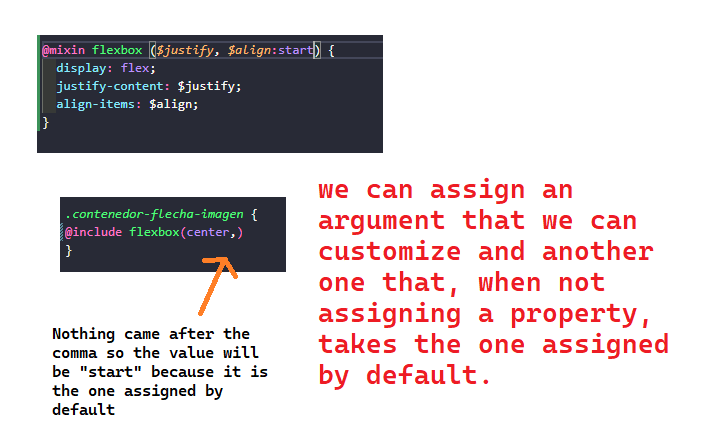 @mixin flexbox ($justify, $align:start) {
display: flex;
justify-content: $justify;
align-items: $align;
}
.contenedor-flecha-imagen {
@include flexbox(center,)
}
we can assign an
argument that we can
customize and another
one that, when not
assigning a property,
takes the one assigned
by default.
Nothing came after the
comma so the value will
be "start" because it is
the one assigned by
default